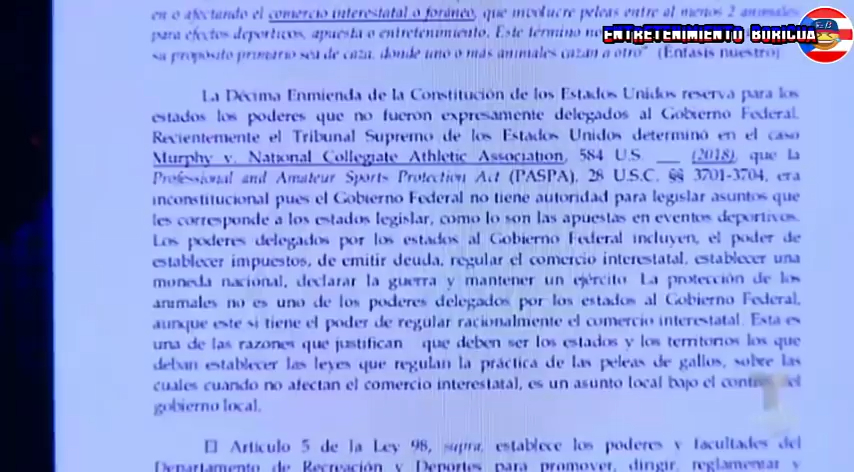 en o afectando el comercio interestatal o foráneo, que involucre peleas entre al menos 2 animales
para efectos deportivos, apuesta o entretenimiento. Este término no
ENTRETENIMIENTO BORICUA
su propósito primario sea de caza, donde uno o más animales cazan a otro" (Énfasis nuestro)
La Décima Enmienda de la Constitución de los Estados Unidos reserva para los
estados los poderes que no fueron expresamente delegados al Gobierno Federal.
Recientemente el Tribunal Supremo de los Estados Unidos determinó en el caso
Murphy v. National Collegiate Athletic Association, 584 U.S. ___ (2018), que la
Professional and Amateur Sports Protection Act (PASPA), 28 U.S.C. §§ 3701-3704, era
inconstitucional pues el Gobierno Federal no tiene autoridad para legislar asuntos que
les corresponde a los estados legislar, como lo son las apuestas en eventos deportivos.
Los poderes delegados por los estados al Gobierno Federal incluyen, el poder de
establecer impuestos, de emitir deuda, regular el comercio interestatal, establecer una
moneda nacional, declarar la guerra y mantener un ejército. La protección de los
animales no es uno de los poderes delegados por los estados al Gobierno Federal,
aunque este si tiene el poder de regular racionalmente el comercio interestatal. Esta es
una de las razones que justifican que deben ser los estados y los territorios los que
deban establecer las leyes que regulan la práctica de las peleas de gallos, sobre las
cuales cuando no afectan el comercio interestatal, es un asunto local bajo el control del
gobierno local.
El Artículo 5 de la Ley 98, supra, establece los poderes y facultades del
Departamento de Recreación y Deportes para promover, dirigir, reglamentar y